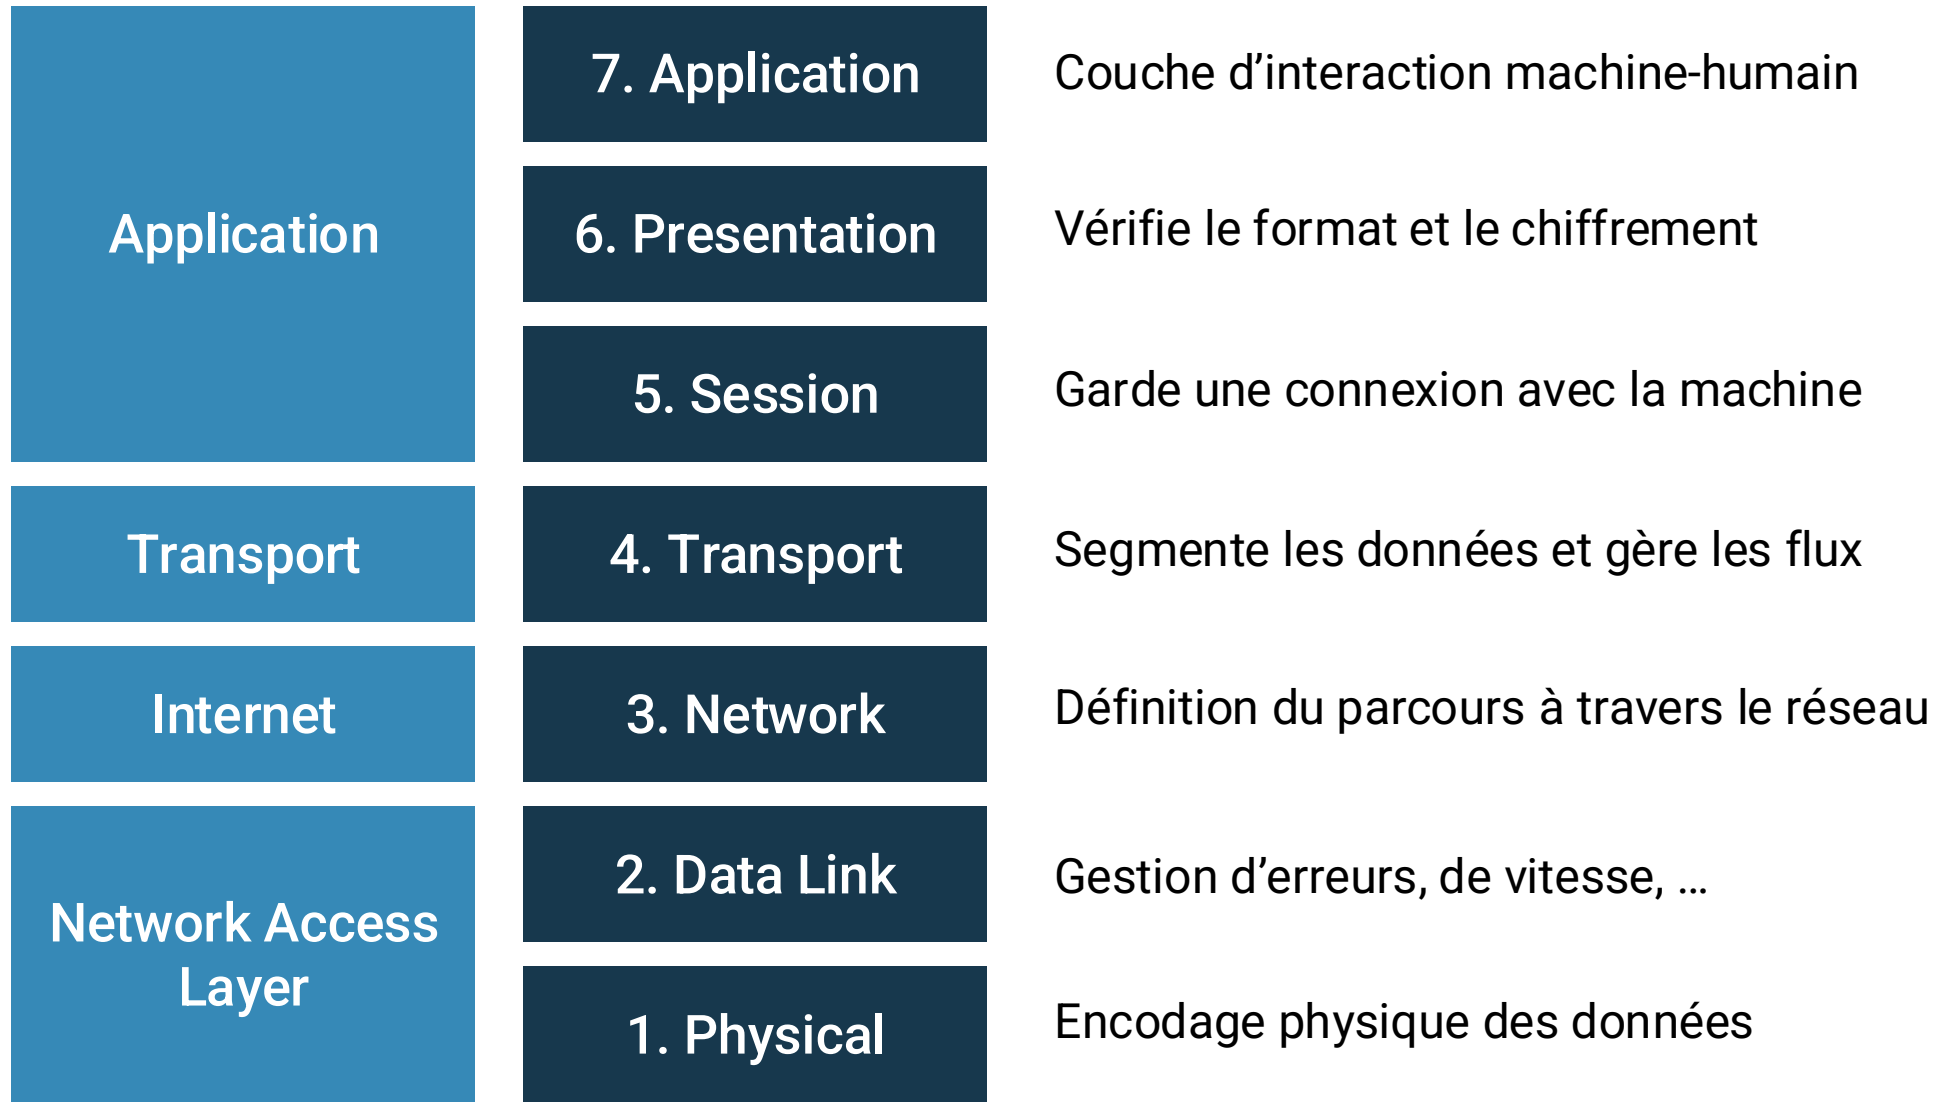 7. Application
Couche d’interaction machine-humain
Application
6. Presentation
Vérifie le format et le chiffrement
5. Session
Garde une connexion avec la machine
Transport
4. Transport
Segmente les données et gère les flux
Internet
3. Network
Définition du parcours à travers le réseau
Network Access
Layer
2. Data Link
Gestion d’erreurs, de vitesse, …
1. Physical
Encodage physique des données